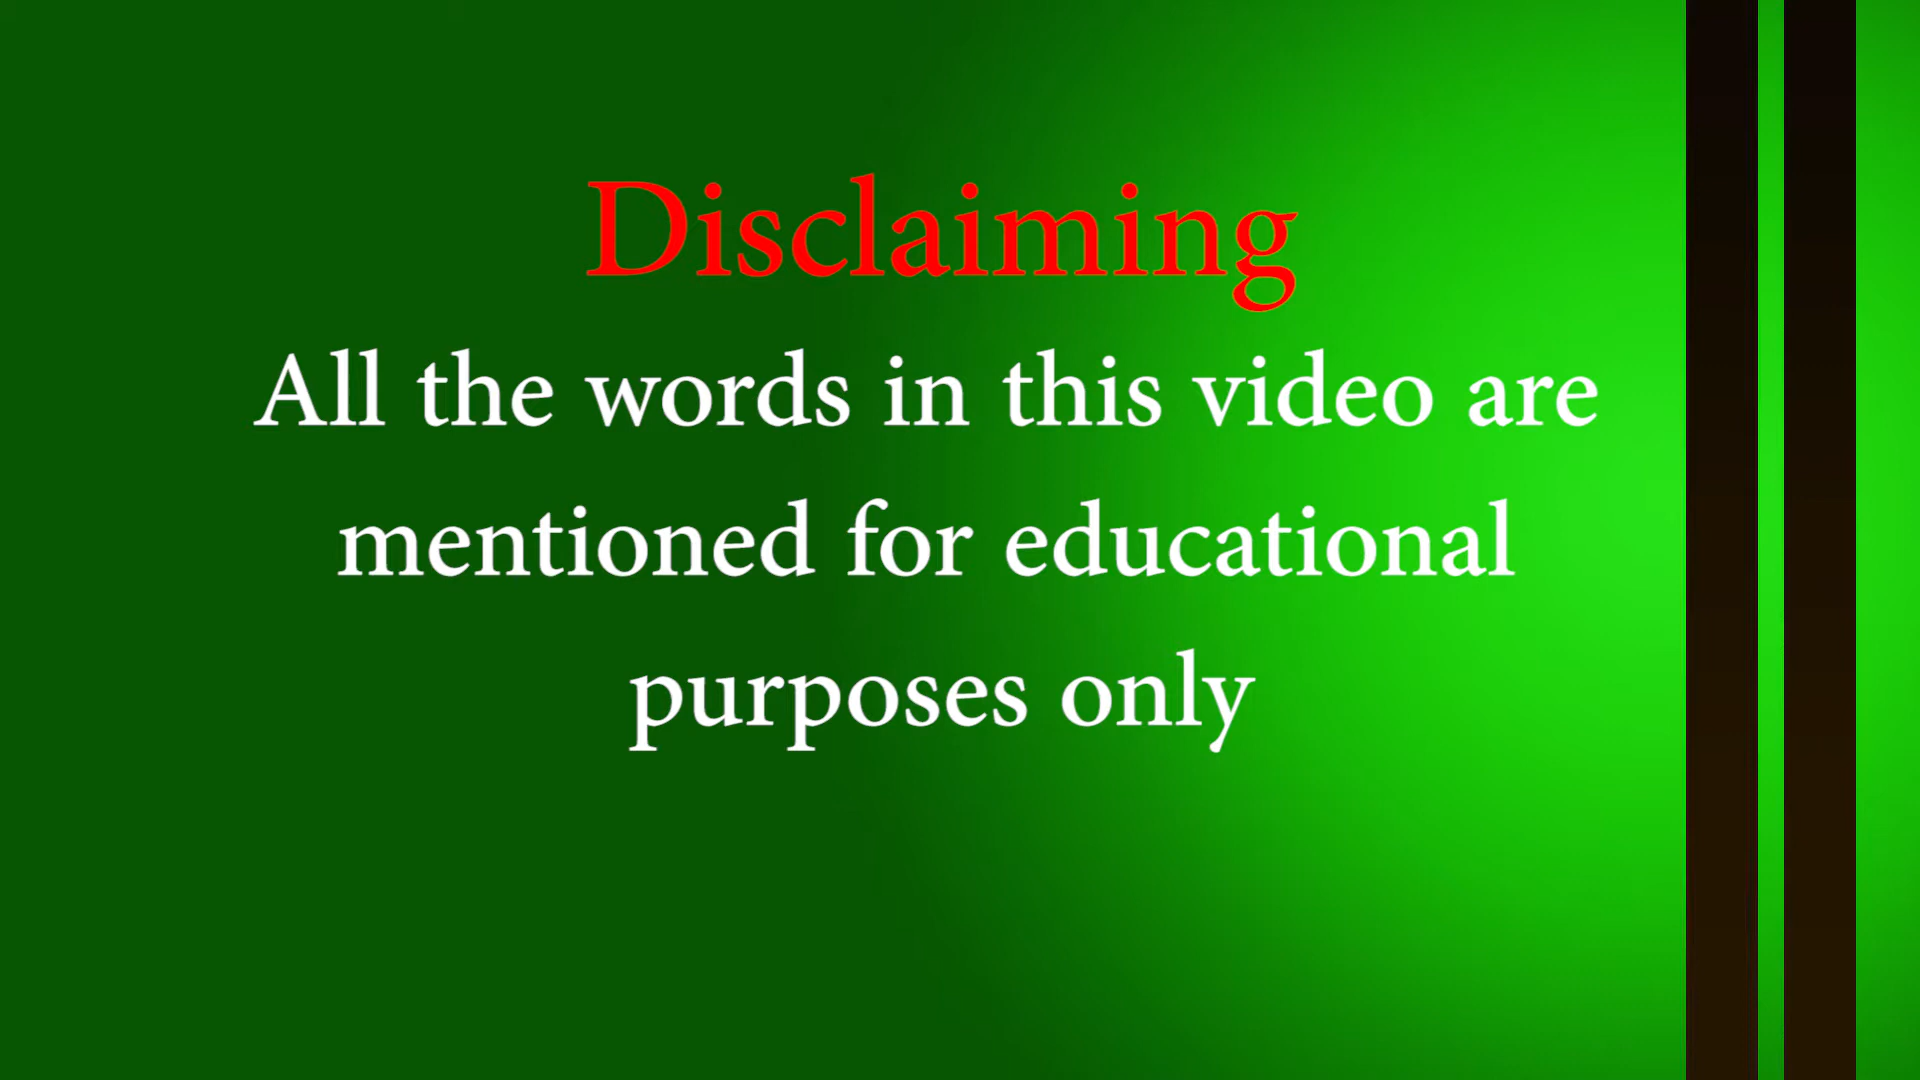 Disclaiming
All the words in this video are
mentioned for educational
purposes only